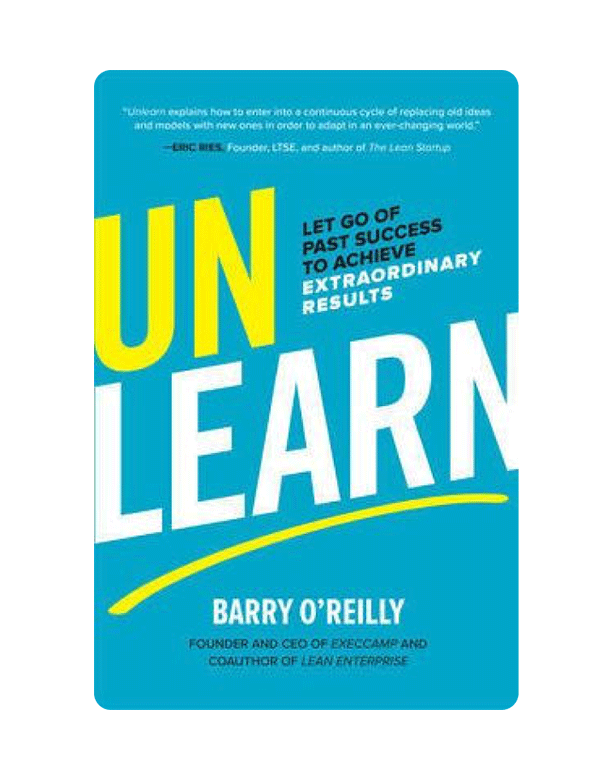 "Unlearn explains how to enter into a continuous cycle of replacing old ideas
and models with new ones in order to adapt in an ever-changing world."
—ERIC RIES, Founder, LTSE, and author of The Lean Startup
UN
LET GO OF
PAST SUCCESS
TO ACHIEVE
EXTRAORDINARY
RESULTS
LEARN
BARRY O'REILLY
FOUNDER AND CEO OF EXECCAMP AND
COAUTHOR OF LEAN ENTERPRISE